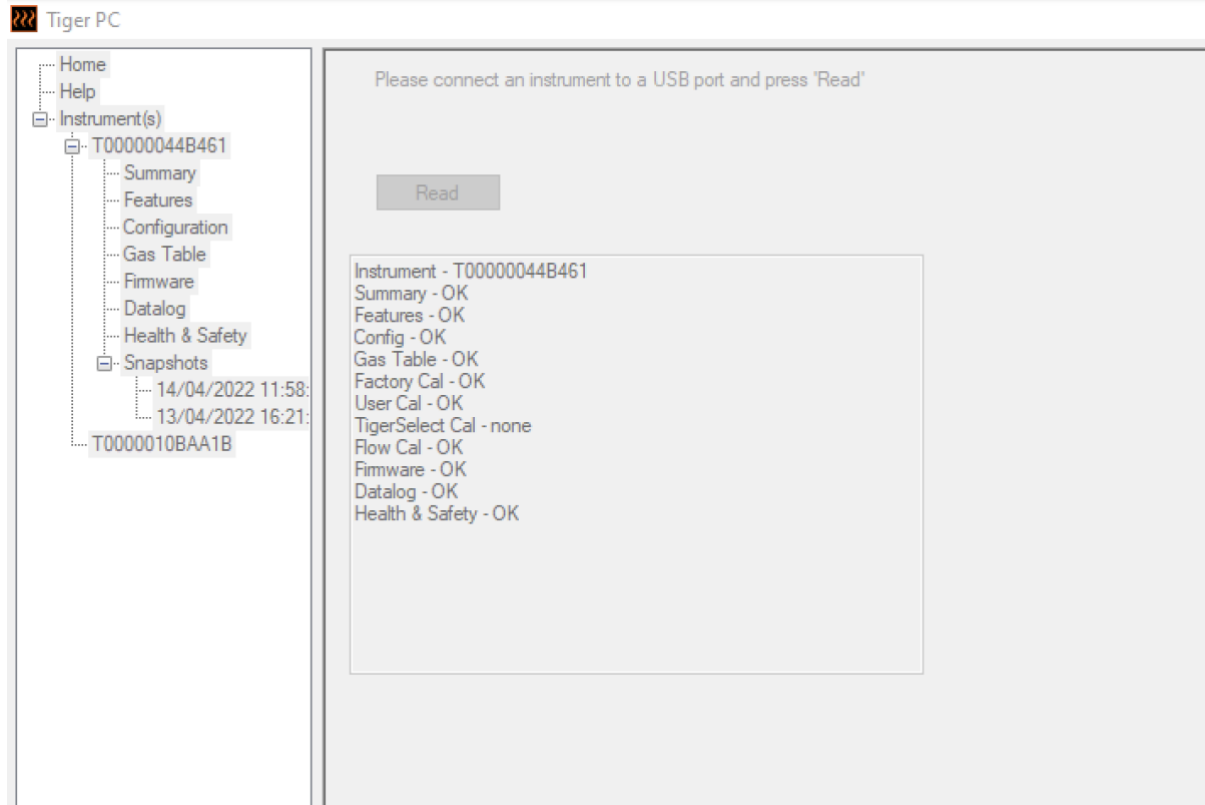 Tiger PC
Home
Help
Instrument(s)
T00000044B461
Summary
Features
Configuration
Gas Table
Firmware
Datalog
Health & Safety
Snapshots
14/04/2022 11:58:
13/04/2022 16:21:
T0000010BAA1B
Please connect an instrument to a USB port and press 'Read'
Read
Instrument - T00000044B461
Summary - OK
Features - OK
Config - OK
Gas Table - OK
Factory Cal - OK
User Cal - OK
TigerSelect Cal - none
Flow Cal - OK
Firmware - OK
Datalog - OK
Health & Safety - OK